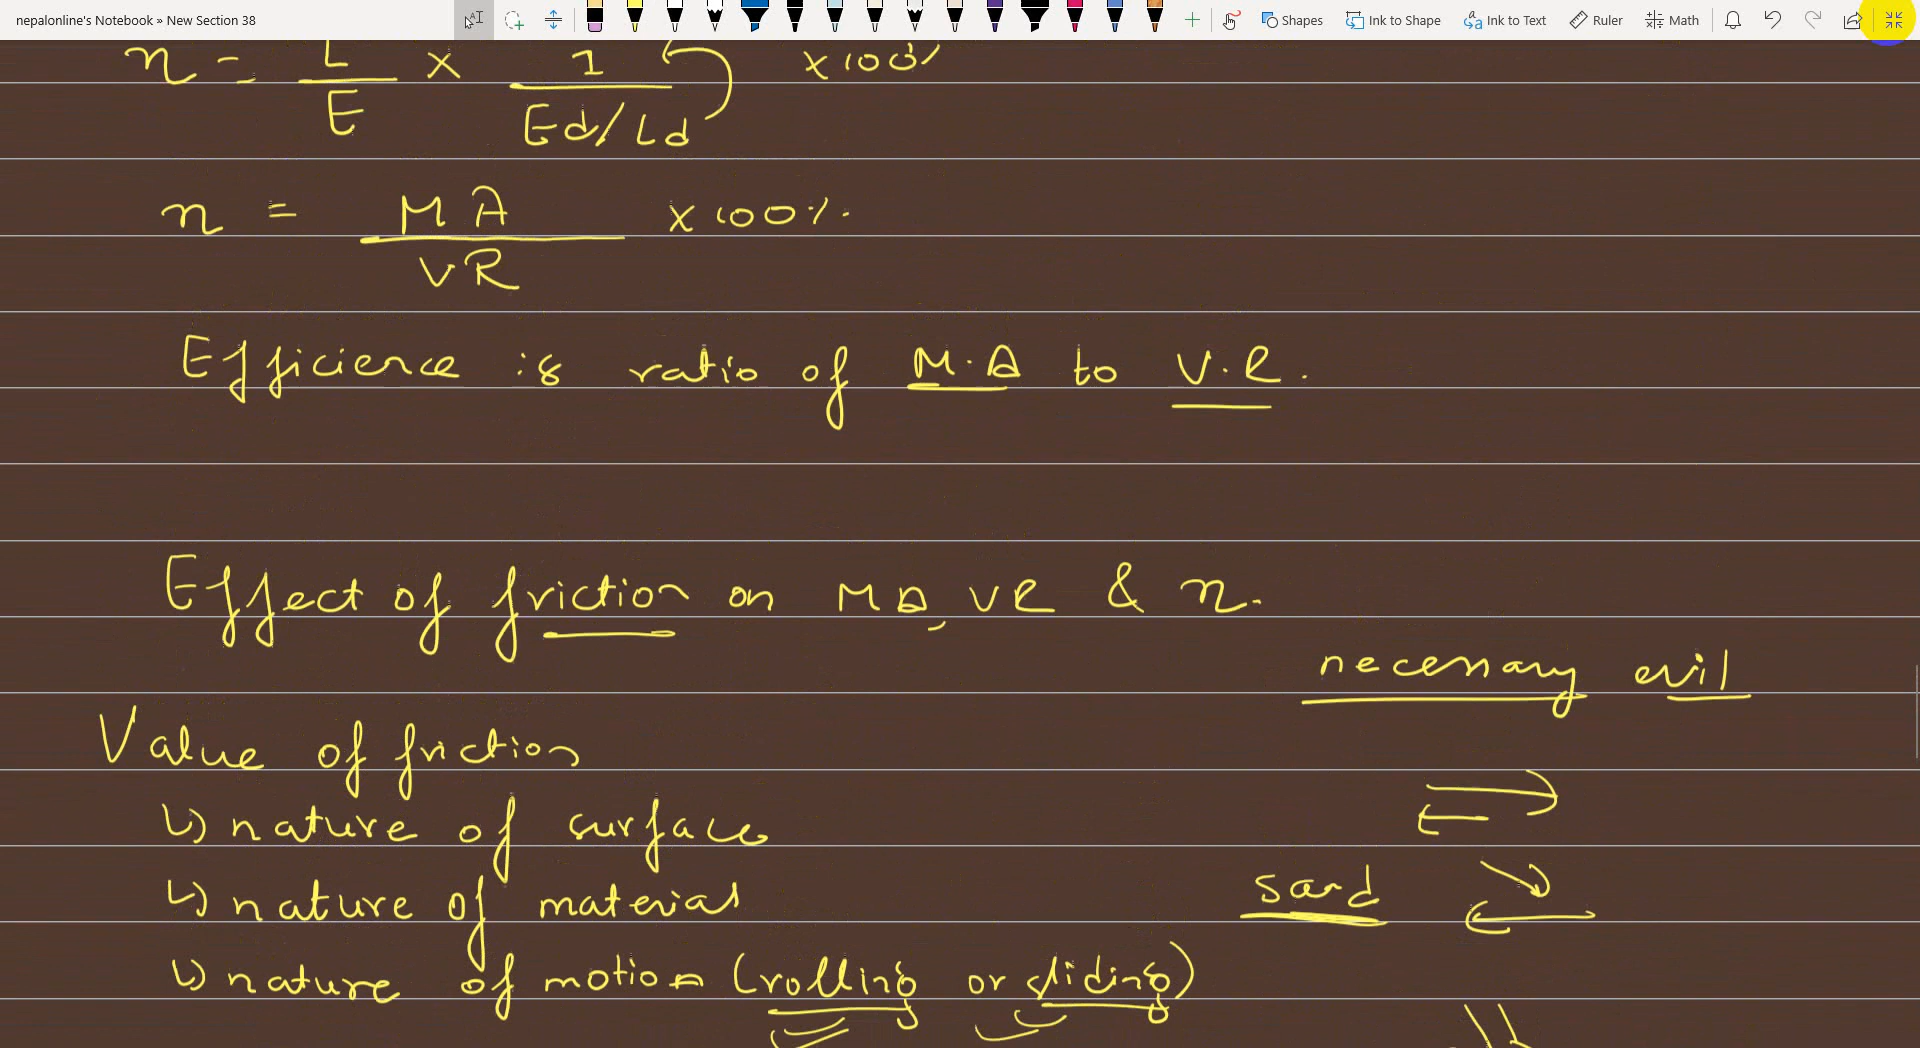 nepalonline's Notebook » New Section 38
Shapes Ink to Shape Ink to Text Ruler Math
n = L/E × 1/(Ed/Ld) × 100%
n = MA/VR × 100%.
Efficience is ratio of M.A to V.R.
Effect of friction on MA, VR & n.
necessary evil
Value of friction
↳ nature of surface
↳ nature of material
sand
↳ nature of motion (rolling or sliding)